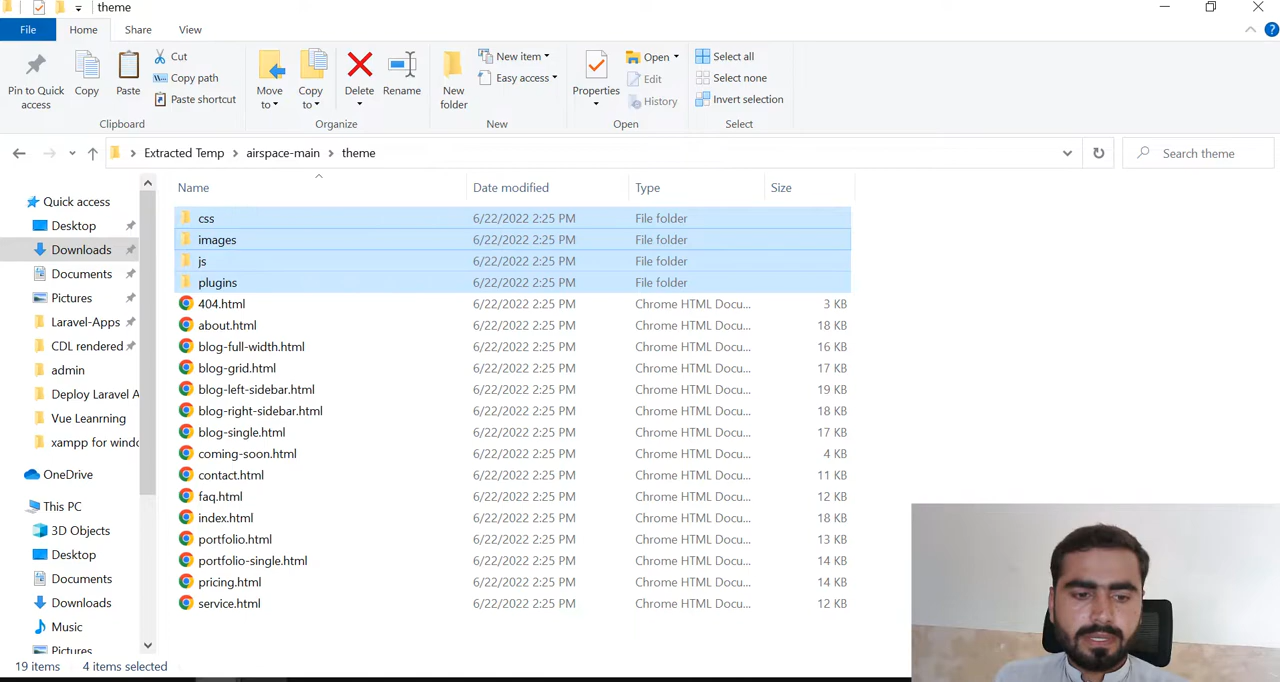 theme
File Home Share View
Pin to Quick access
Copy
Paste
Cut
Copy path
Paste shortcut
Move to
Copy to
Delete
Rename
New folder
New item
Easy access
Properties
Open
Edit
History
Select all
Select none
Invert selection
Clipboard Organize New Open Select
Extracted Temp airspace-main theme
Search theme
Name Date modified Type Size
css 6/22/2022 2:25 PM File folder
images 6/22/2022 2:25 PM File folder
js 6/22/2022 2:25 PM File folder
plugins 6/22/2022 2:25 PM File folder
404.html 6/22/2022 2:25 PM Chrome HTML Docu... 3 KB
about.html 6/22/2022 2:25 PM Chrome HTML Docu... 18 KB
blog-full-width.html 6/22/2022 2:25 PM Chrome HTML Docu... 16 KB
blog-grid.html 6/22/2022 2:25 PM Chrome HTML Docu... 17 KB
blog-left-sidebar.html 6/22/2022 2:25 PM Chrome HTML Docu... 19 KB
blog-right-sidebar.html 6/22/2022 2:25 PM Chrome HTML Docu... 18 KB
blog-single.html 6/22/2022 2:25 PM Chrome HTML Docu... 17 KB
coming-soon.html 6/22/2022 2:25 PM Chrome HTML Docu... 4 KB
contact.html 6/22/2022 2:25 PM Chrome HTML Docu... 11 KB
faq.html 6/22/2022 2:25 PM Chrome HTML Docu... 12 KB
index.html 6/22/2022 2:25 PM Chrome HTML Docu... 18 KB
portfolio.html 6/22/2022 2:25 PM Chrome HTML Docu... 13 KB
portfolio-single.html 6/22/2022 2:25 PM Chrome HTML Docu... 14 KB
pricing.html 6/22/2022 2:25 PM Chrome HTML Docu... 14 KB
service.html 6/22/2022 2:25 PM Chrome HTML Docu... 12 KB
Quick access
Desktop
Downloads
Documents
Pictures
Laravel-Apps
CDL rendered
admin
Deploy Laravel A
Vue Leanrning
xampp for windo
OneDrive
This PC
3D Objects
Desktop
Documents
Downloads
Music
Pictures
19 items 4 items selected